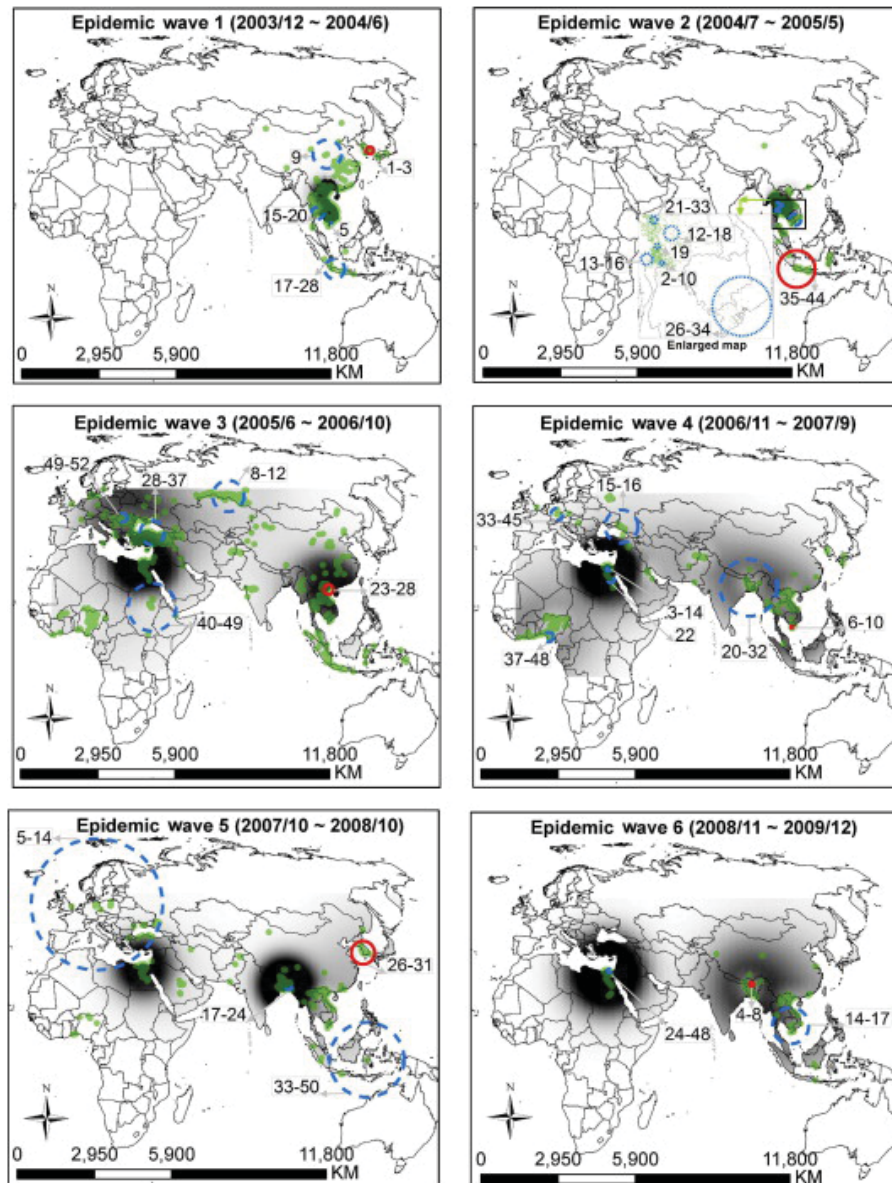 Epidemic wave 1 (2003/12 ~ 2004/6)
9
1-3
15-20
5
17-28
N
0 2,950 5,900 11,800
KM
Epidemic wave 2 (2004/7 ~ 2005/5)
21-33
12-18
19
13-16
2-10
35-44
26-34
Enlarged map
N
0 2,950 5,900 11,800
KM
Epidemic wave 3 (2005/6 ~ 2006/10)
49-52
28-37
8-12
23-28
40-49
N
0 2,950 5,900 11,800
KM
Epidemic wave 4 (2006/11 ~ 2007/9)
15-16
33-45
3-14
22
6-10
37-48
20-32
N
0 2,950 5,900 11,800
KM
Epidemic wave 5 (2007/10 ~ 2008/10)
5-14
26-31
17-24
33-50
N
0 2,950 5,900 11,800
KM
Epidemic wave 6 (2008/11 ~ 2009/12)
4-8
24-48
14-17
N
0 2,950 5,900 11,800
KM